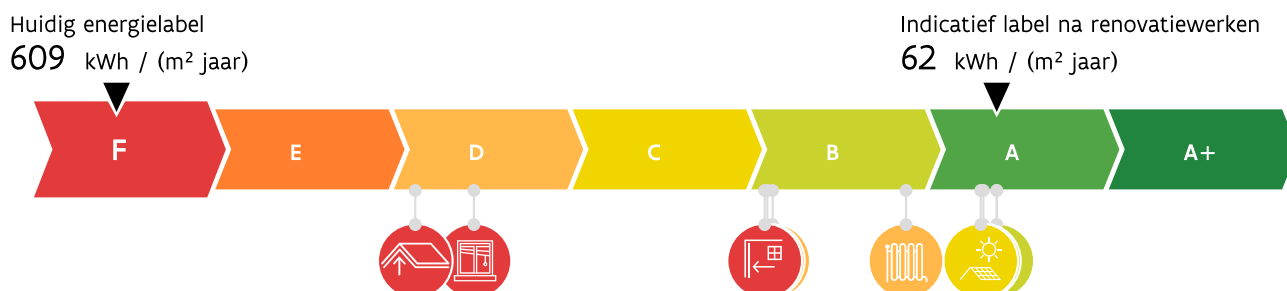 Huidig energielabel
609 kWh / (m² jaar)
Indicatief label na renovatiewerken
62 kWh / (m² jaar)
F E D C B A A+